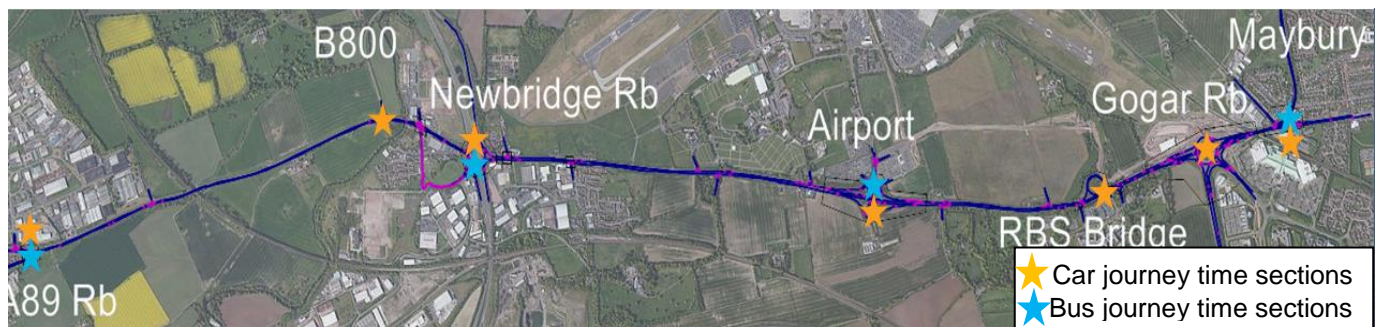 B800
Maybury
Newbridge Rb
Gogar Rb
Airport
RBS Bridge
A89 Rb
Car journey time sections
Bus journey time sections